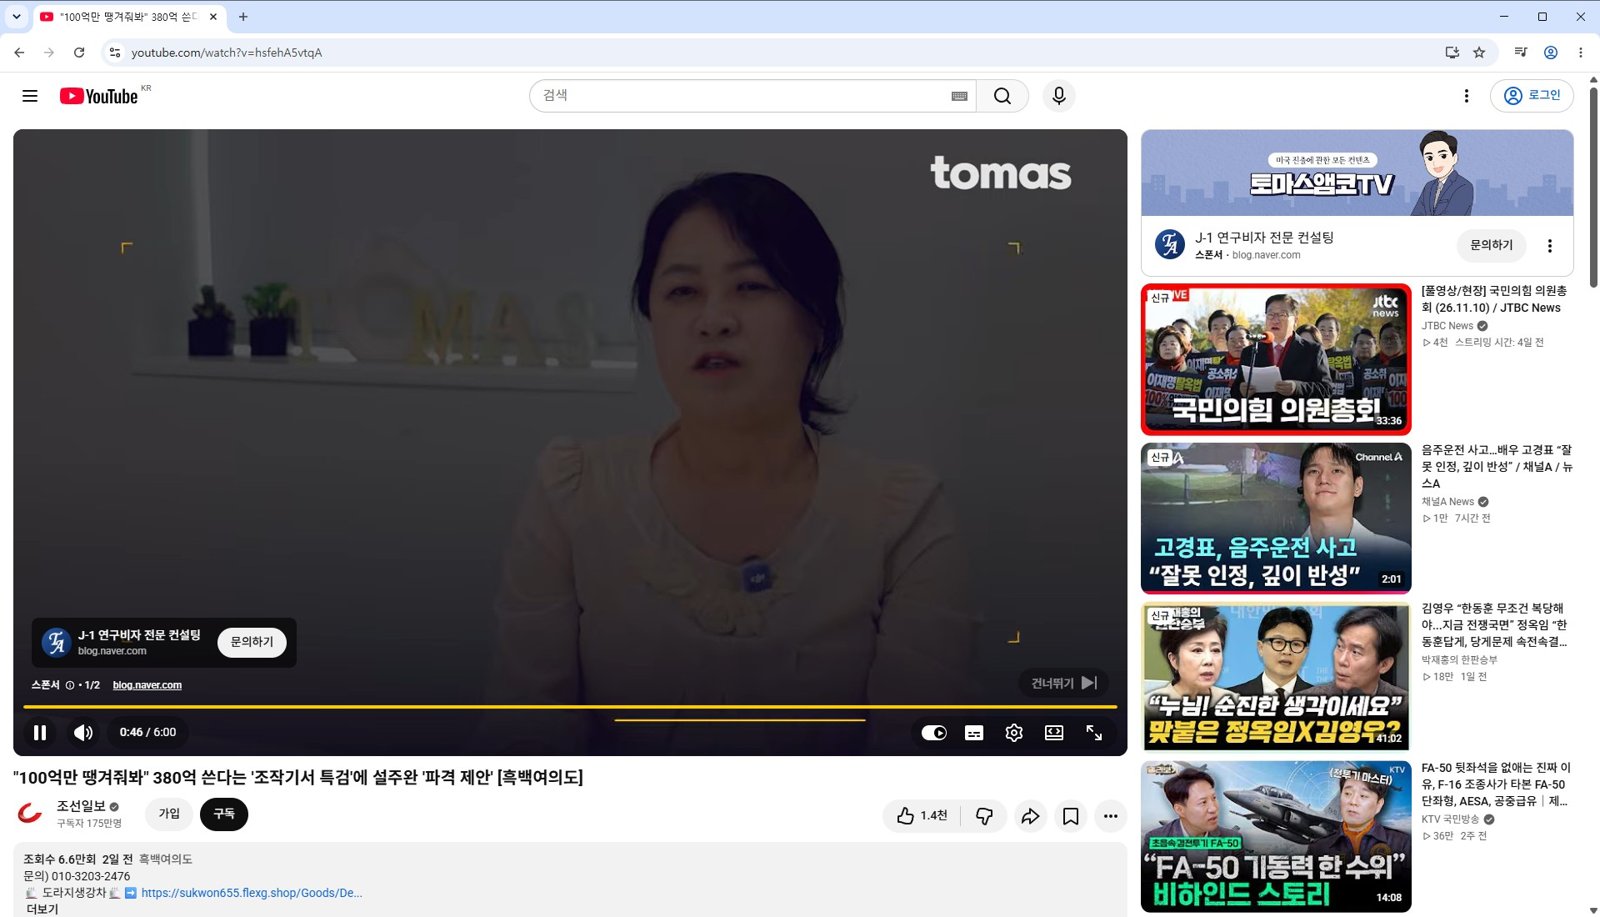 "100억만 땡겨줘봐" 380억 쓴다
youtube.com/watch?v=hsfehA5vtqA
YouTube KR
검색
로그인
tomas
TOMAS
J-1 연구비자 전문 컨설팅
blog.naver.com
문의하기
스폰서 · 1/2 blog.naver.com
건너뛰기
0:46 / 6:00
"100억만 땡겨줘봐" 380억 쓴다는 '조작기서 특검'에 설주완 '파격 제안' [흑백여의도]
조선일보
구독자 175만명
가입
구독
1.4천
조회수 6.6만회 2일 전 흑백여의도
문의) 010-3203-2476
도라지생강차 https://sukwon655.flexg.shop/Goods/De...
더보기
미국 진출에 관한 모든 컨텐츠
토마스앰코TV
TA
J-1 연구비자 전문 컨설팅
스폰서 · blog.naver.com
문의하기
신규
LIVE
jtbc news
국민의힘 의원총회
33:36
[풀영상/현장] 국민의힘 의원총회 (26.11.10) / JTBC News
JTBC News
4천 스트리밍 시간: 4일 전
신규
Channel A
고경표, 음주운전 사고
“잘못 인정, 깊이 반성”
2:01
음주운전 사고…배우 고경표 “잘못 인정, 깊이 반성” / 채널A / 뉴스A
채널A News
1만 7시간 전
신규
“누님! 순진한 생각이세요”
맞붙은 정옥임X김영우?
41:02
김영우 “한동훈 무조건 복당해야...지금 전쟁국면” 정옥임 “한동훈답게, 당게문제 속전속결...
박재홍의 한판승부
18만 1일 전
KTV
(전투기 마스터)
초음속 경전투기 FA-50
“FA-50 기동력 한 수위”
비하인드 스토리
14:08
FA-50 뒷좌석을 없애는 진짜 이유, F-16 조종사가 타본 FA-50 단좌형, AESA, 공중급유｜제...
KTV 국민방송
36만 2주 전